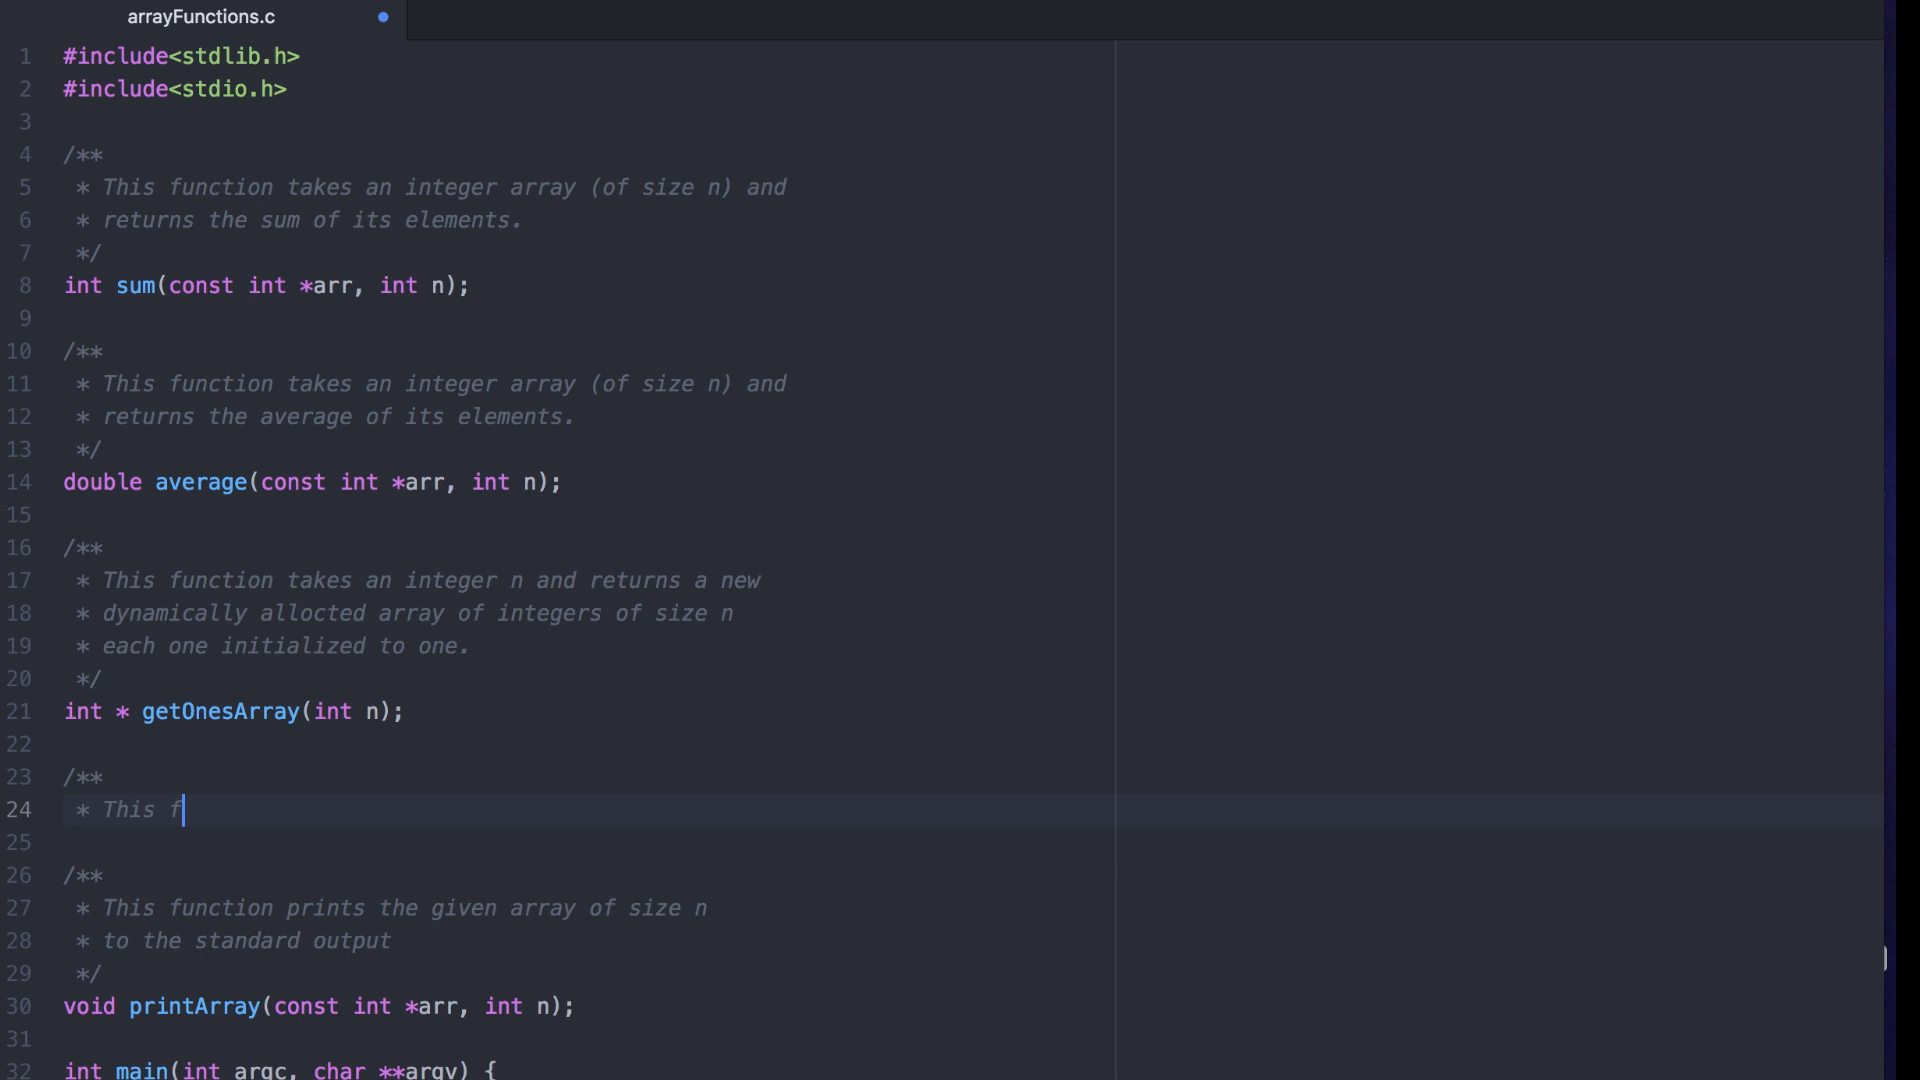 arrayFunctions.c
1 #include<stdlib.h>
2 #include<stdio.h>
3
4 /**
5  * This function takes an integer array (of size n) and
6  * returns the sum of its elements.
7  */
8 int sum(const int *arr, int n);
9
10 /**
11  * This function takes an integer array (of size n) and
12  * returns the average of its elements.
13  */
14 double average(const int *arr, int n);
15
16 /**
17  * This function takes an integer n and returns a new
18  * dynamically allocted array of integers of size n
19  * each one initialized to one.
20  */
21 int * getOnesArray(int n);
22
23 /**
24  * This f
25
26 /**
27  * This function prints the given array of size n
28  * to the standard output
29  */
30 void printArray(const int *arr, int n);
31
32 int main(int argc, char **argv) {